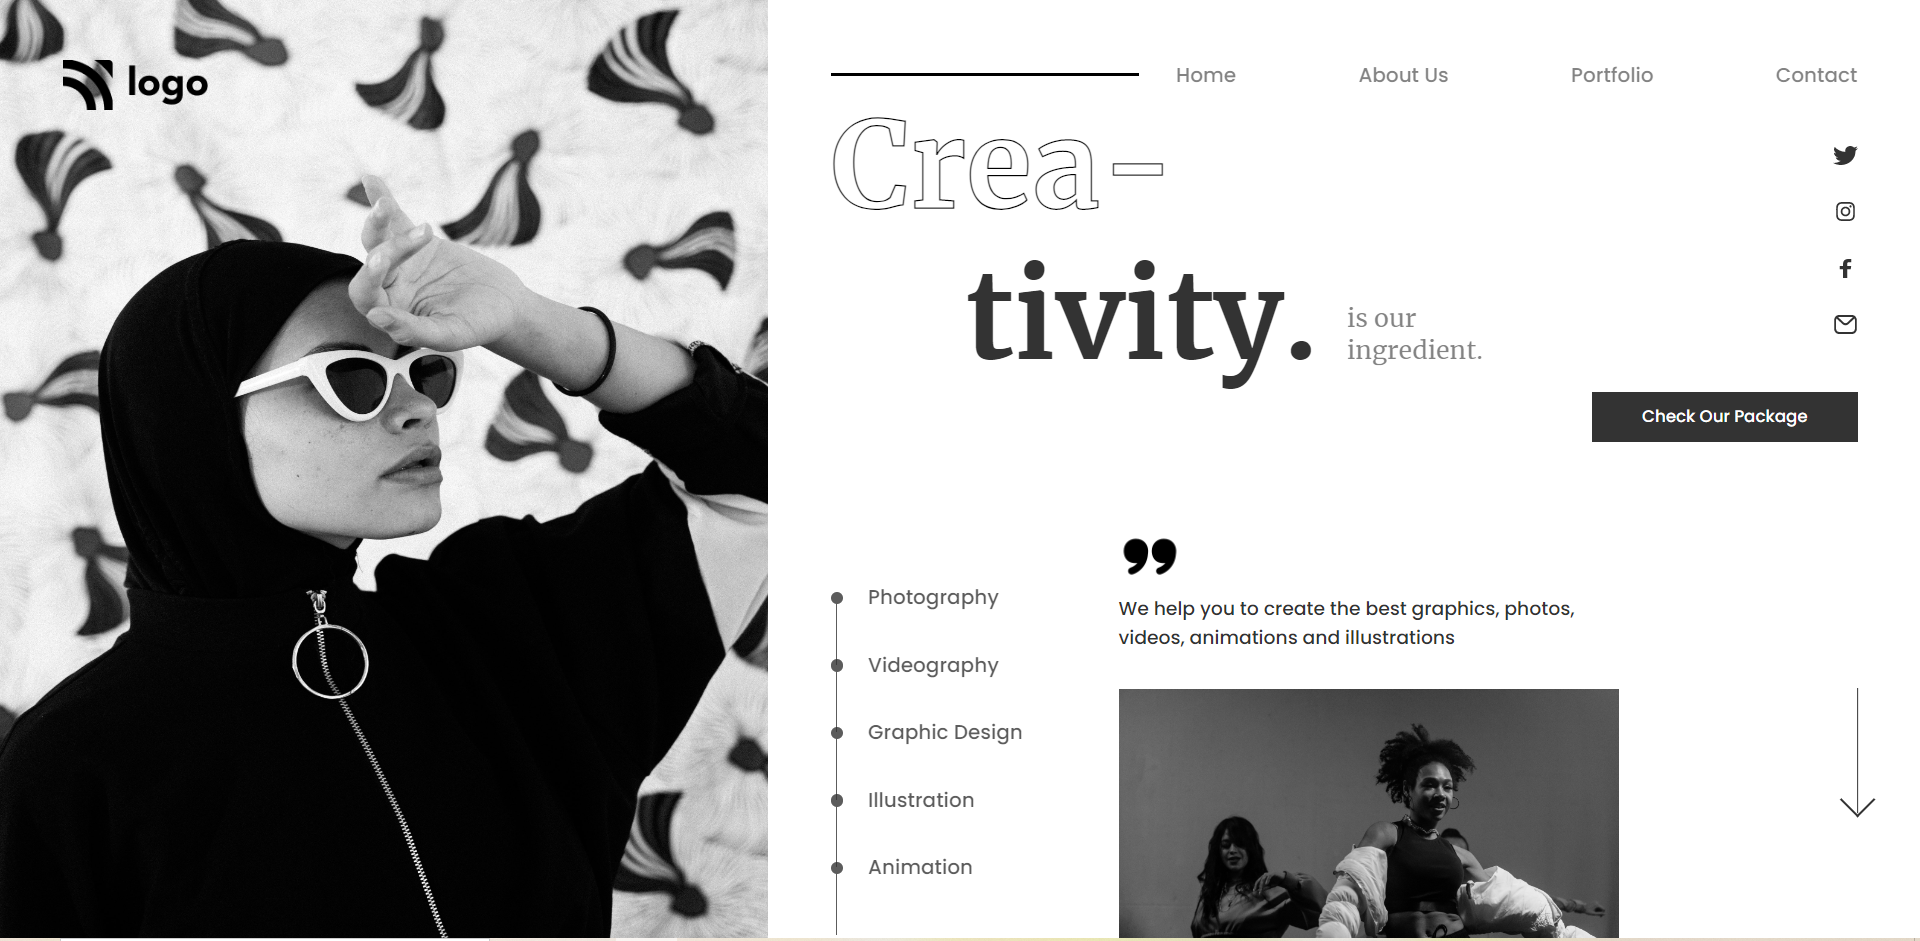 logo
Home About Us Portfolio Contact
Crea-
tivity.
is our
ingredient.
Check Our Package
Photography
Videography
Graphic Design
Illustration
Animation
We help you to create the best graphics, photos,
videos, animations and illustrations